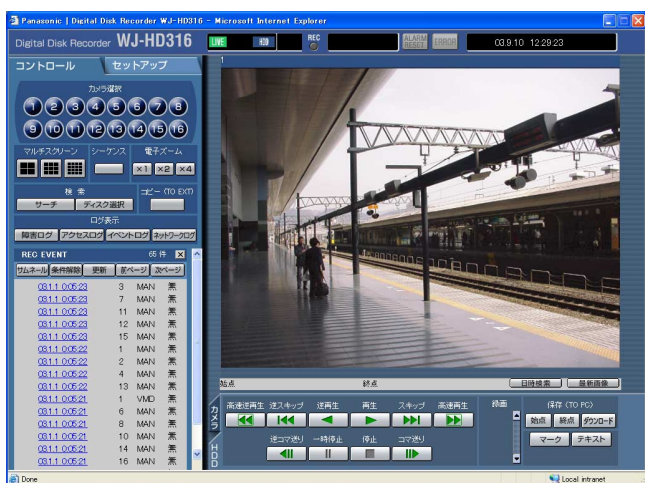 Panasonic | Digital Disk Recorder WJ-HD316 - Microsoft Internet Explorer
Digital Disk Recorder WJ-HD316
LIVE HDD REC ALARM RESET ERROR 03.9.10 12:29:23
コントロール セットアップ
カメラ選択
1 2 3 4 5 6 7 8
9 10 11 12 13 14 15 16
マルチスクリーン シーケンス 電子ズーム
×1 ×2 ×4
検索 コピー (TO EXT)
サーチ ディスク選択
ログ表示
障害ログ アクセスログ イベントログ ネットワークログ
REC EVENT 65 件 X
サムネール 条件解除 更新 前ページ 次ページ
03.1.1 0:05:23 3 MAN 無
03.1.1 0:05:23 7 MAN 無
03.1.1 0:05:23 11 MAN 無
03.1.1 0:05:23 12 MAN 無
03.1.1 0:05:23 15 MAN 無
03.1.1 0:05:22 1 MAN 無
03.1.1 0:05:22 2 MAN 無
03.1.1 0:05:22 4 MAN 無
03.1.1 0:05:22 13 MAN 無
03.1.1 0:05:21 1 VMD 無
03.1.1 0:05:21 6 MAN 無
03.1.1 0:05:21 8 MAN 無
03.1.1 0:05:21 10 MAN 無
03.1.1 0:05:21 14 MAN 無
03.1.1 0:05:21 16 MAN 無
1
始点 終点 日時検索 最新画像
カメラ
HDD
高速逆再生 逆スキップ 逆再生 再生 スキップ 高速再生
逆コマ送り 一時停止 停止 コマ送り
録画
保存 (TO PC)
始点 終点 ダウンロード
マーク テキスト
Done Local intranet